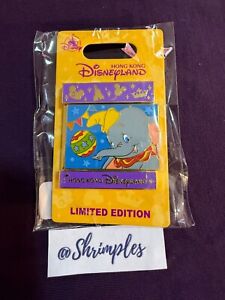 HONG KONG
DISNEYLAND
HONG KONG DISNEYLAND
LIMITED EDITION
@Shrimples